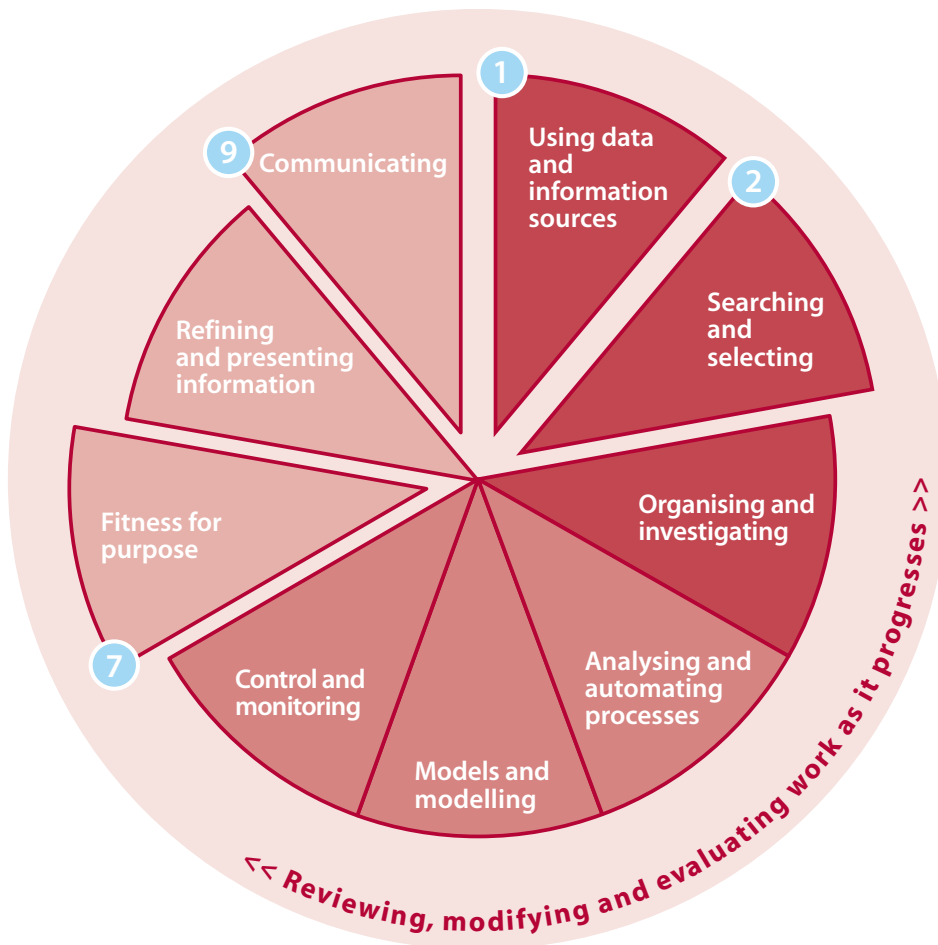 1
Using data
and
information
sources
2
Searching
and
selecting
Organising and
investigating
Analysing and
automating
processes
Models and
modelling
Control and
monitoring
7
Fitness for
purpose
Refining
and presenting
information
9
Communicating
<< Reviewing, modifying and evaluating work as it progresses >>